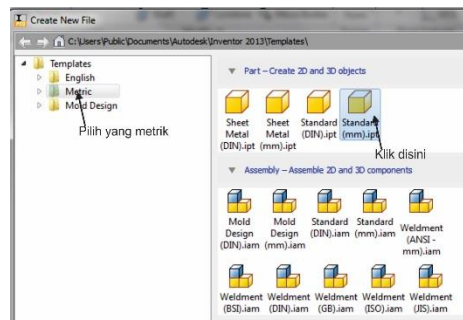 Create New File
C:\Users\Public\Documents\Autodesk\Inventor 2013\Templates\
Templates
English
Metric
Mold Design
Pilih yang metrik
Part – Create 2D and 3D objects
Sheet Metal (DIN).ipt
Sheet Metal (mm).ipt
Standard (DIN).ipt
Standard (mm).ipt
Klik disini
Assembly – Assemble 2D and 3D components
Mold Design (DIN).iam
Mold Design (mm).iam
Standard (DIN).iam
Standard (mm).iam
Weldment (ANSI - mm).iam
Weldment (BSI).iam
Weldment (DIN).iam
Weldment (GB).iam
Weldment (ISO).iam
Weldment (JIS).iam